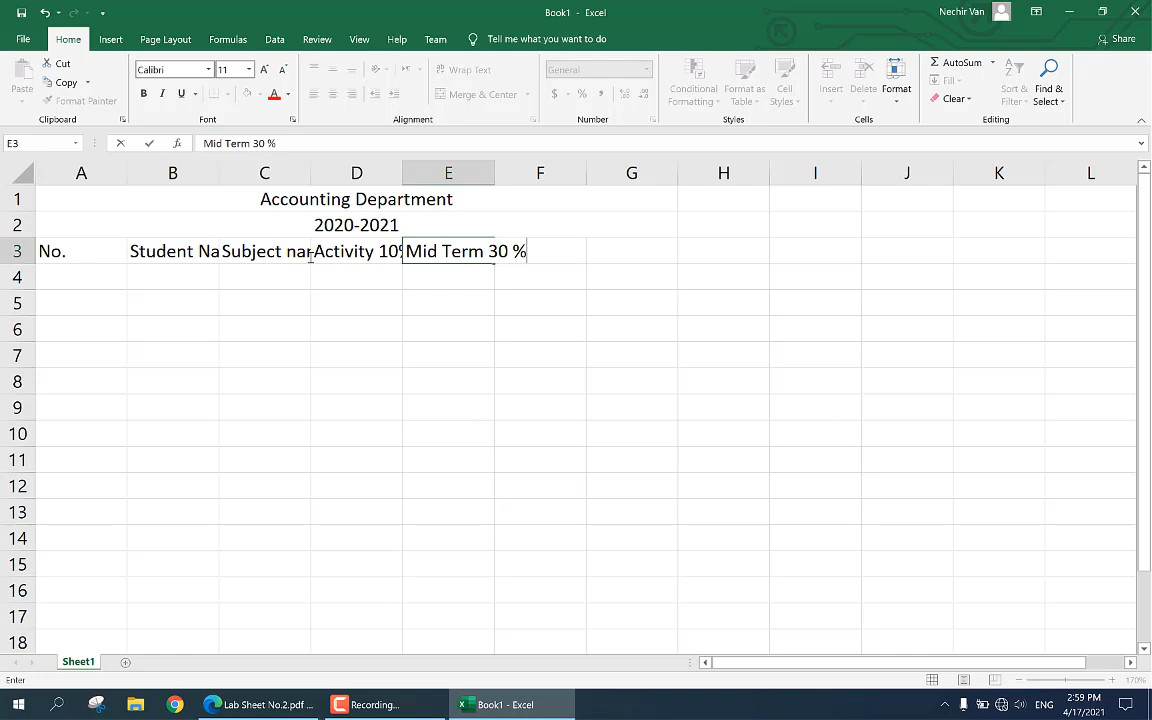 Book1 - Excel
Nechir Van
File Home Insert Page Layout Formulas Data Review View Help Team Tell me what you want to do Share
Paste
Cut
Copy
Format Painter
Clipboard
Calibri 11
B I U
Font
Wrap Text
Merge & Center
Alignment
General
$ % ,
Number
Conditional Formatting
Format as Table
Cell Styles
Styles
Insert Delete Format
Cells
AutoSum
Fill
Clear
Sort & Filter
Find & Select
Editing
E3 fx Mid Term 30 %
A B C D E F G H I J K L
1 Accounting Department
2 2020-2021
3 No. Student Na Subject nar Activity 10% Mid Term 30 %
4
5
6
7
8
9
10
11
12
13
14
15
16
17
18
Sheet1
Enter
170%
Lab Sheet No.2.pdf ...
Recording...
Book1 - Excel
ENG
2:59 PM
4/17/2021